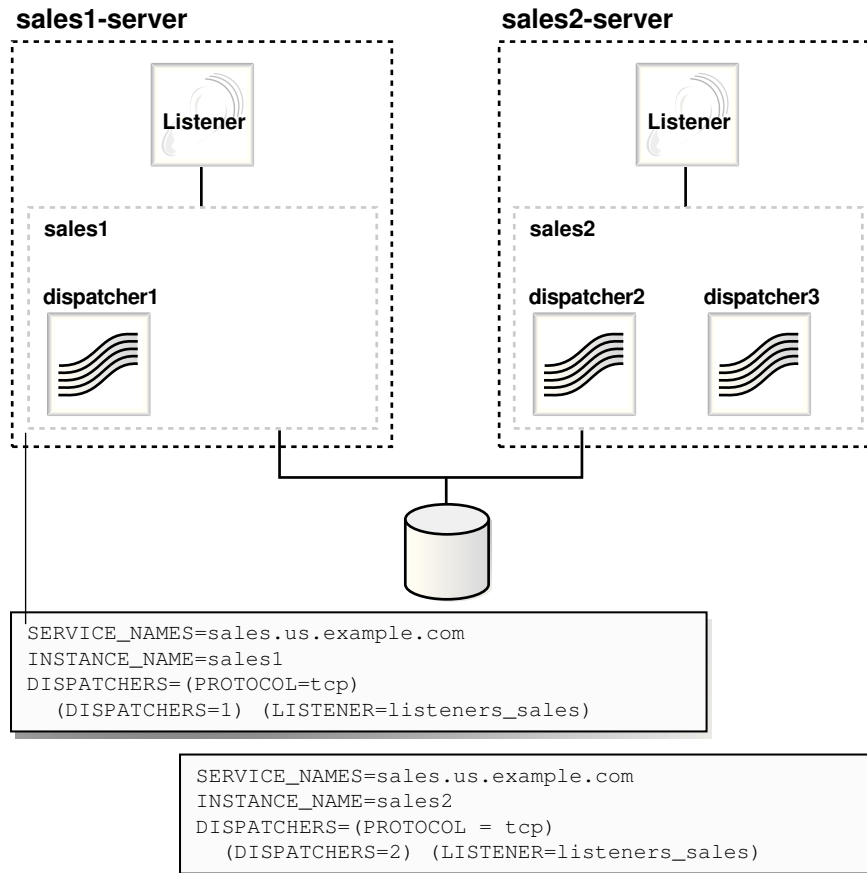 sales1-server
sales2-server
Listener
Listener
sales1
sales2
dispatcher1
dispatcher2
dispatcher3
SERVICE_NAMES=sales.us.example.com
INSTANCE_NAME=sales1
DISPATCHERS=(PROTOCOL=tcp)
(DISPATCHERS=1) (LISTENER=listeners_sales)
SERVICE_NAMES=sales.us.example.com
INSTANCE_NAME=sales2
DISPATCHERS=(PROTOCOL = tcp)
(DISPATCHERS=2) (LISTENER=listeners_sales)